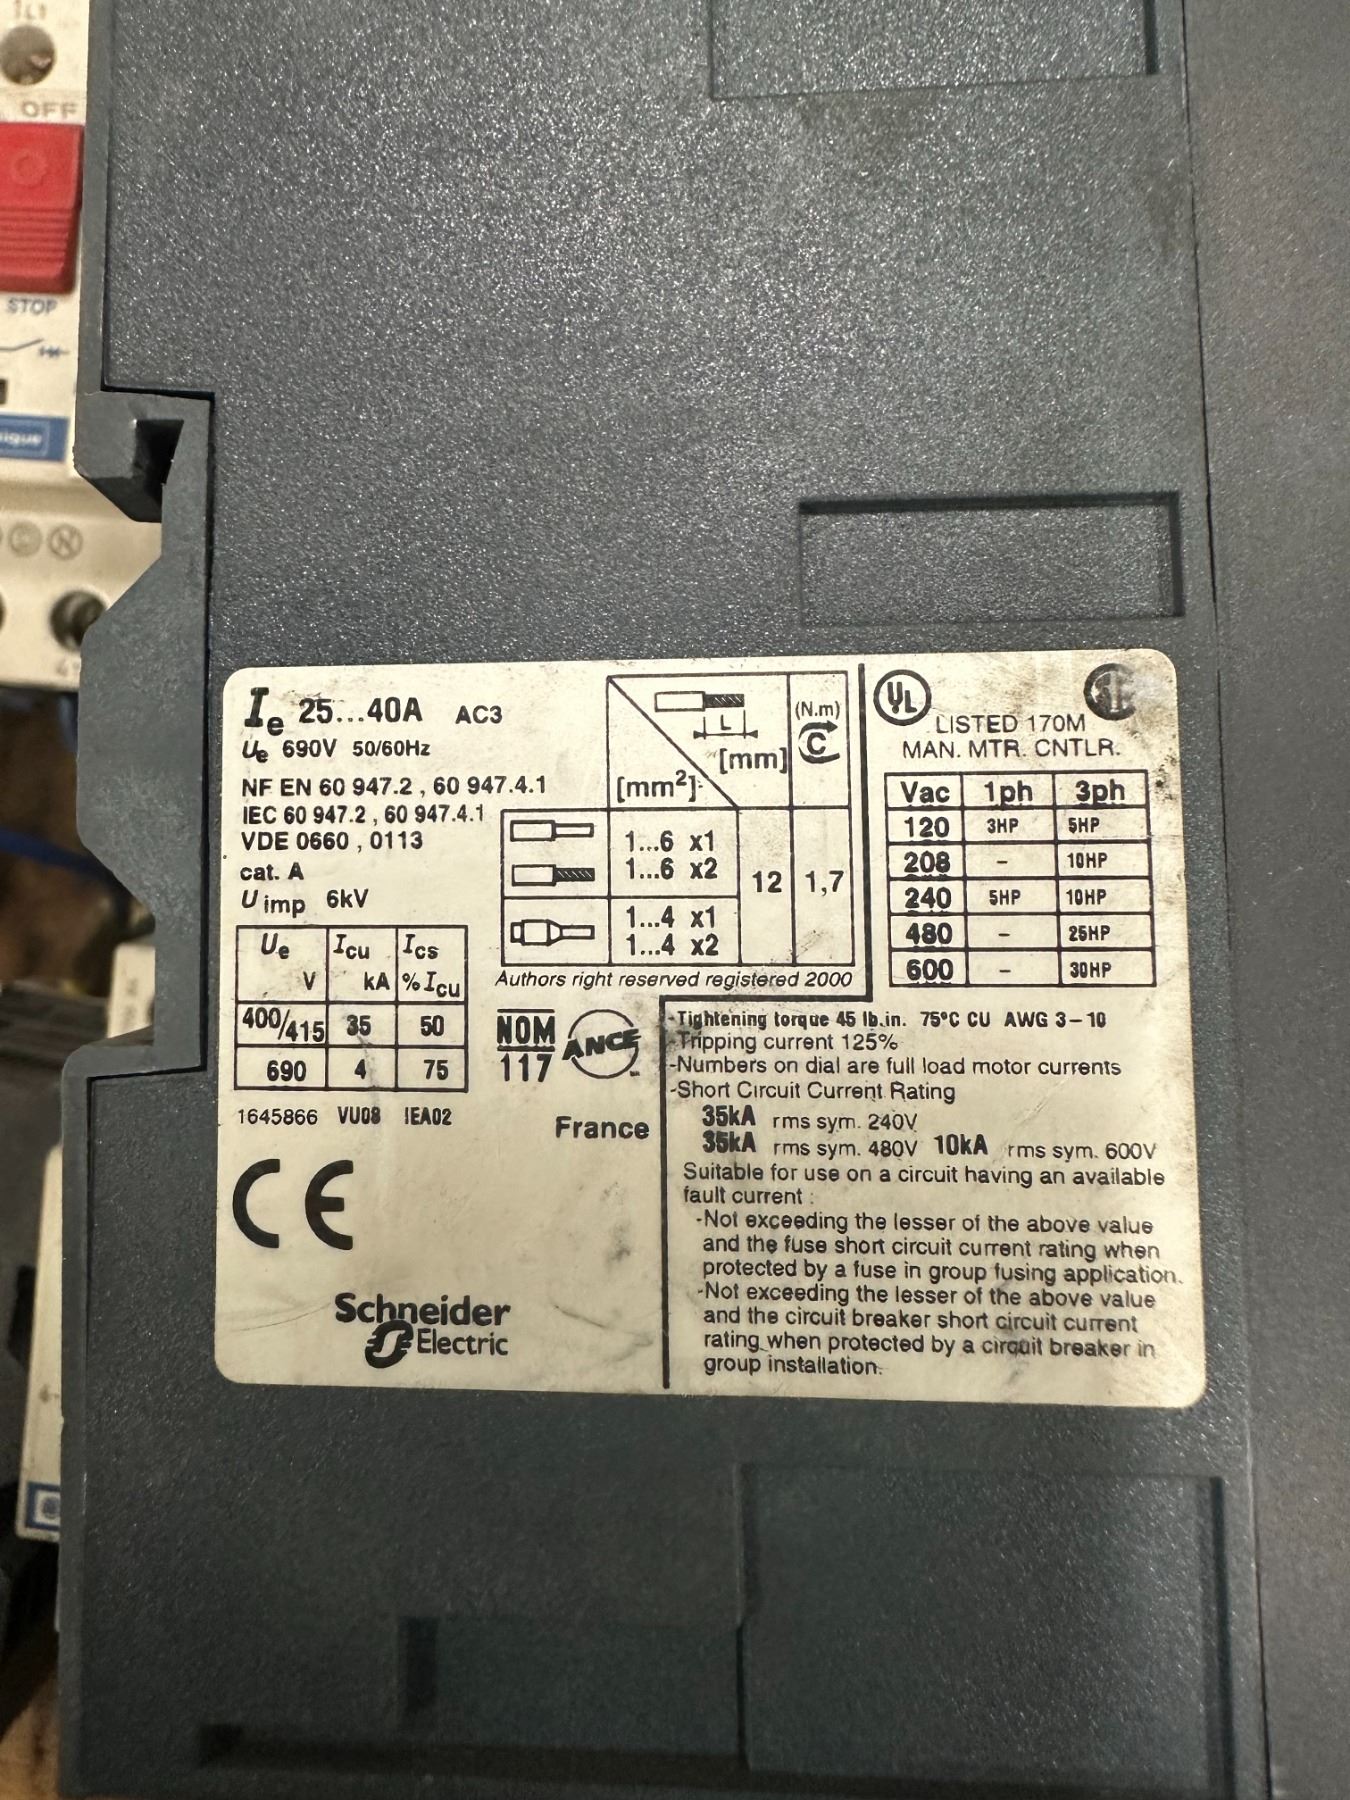 L1
OFF
STOP
Ie 25...40A AC3
Ue 690V 50/60Hz
NF EN 60 947.2 , 60 947.4.1
IEC 60 947.2 , 60 947.4.1
VDE 0660 , 0113
cat. A
U imp 6kV
Ue V Icu kA Ics % Icu
400/415 35 50
690 4 75
1645866 VU08 IEA02
CE
Schneider
Electric
L
[mm²] [mm] (N.m)
C
1...6 x1
1...6 x2
12 1,7
1...4 x1
1...4 x2
Authors right reserved registered 2000
NOM
117
ANCE
France
UL
LISTED 170M
MAN. MTR. CNTLR.
Vac 1ph 3ph
120 3HP 5HP
208 - 10HP
240 5HP 10HP
480 - 25HP
600 - 30HP
-Tightening torque 45 lb.in. 75°C CU AWG 3-10
-Tripping current 125%
-Numbers on dial are full load motor currents
-Short Circuit Current Rating
35kA rms sym. 240V
35kA rms sym. 480V 10kA rms sym. 600V
Suitable for use on a circuit having an available
fault current :
-Not exceeding the lesser of the above value
and the fuse short circuit current rating when
protected by a fuse in group fusing application.
-Not exceeding the lesser of the above value
and the circuit breaker short circuit current
rating when protected by a circuit breaker in
group installation.